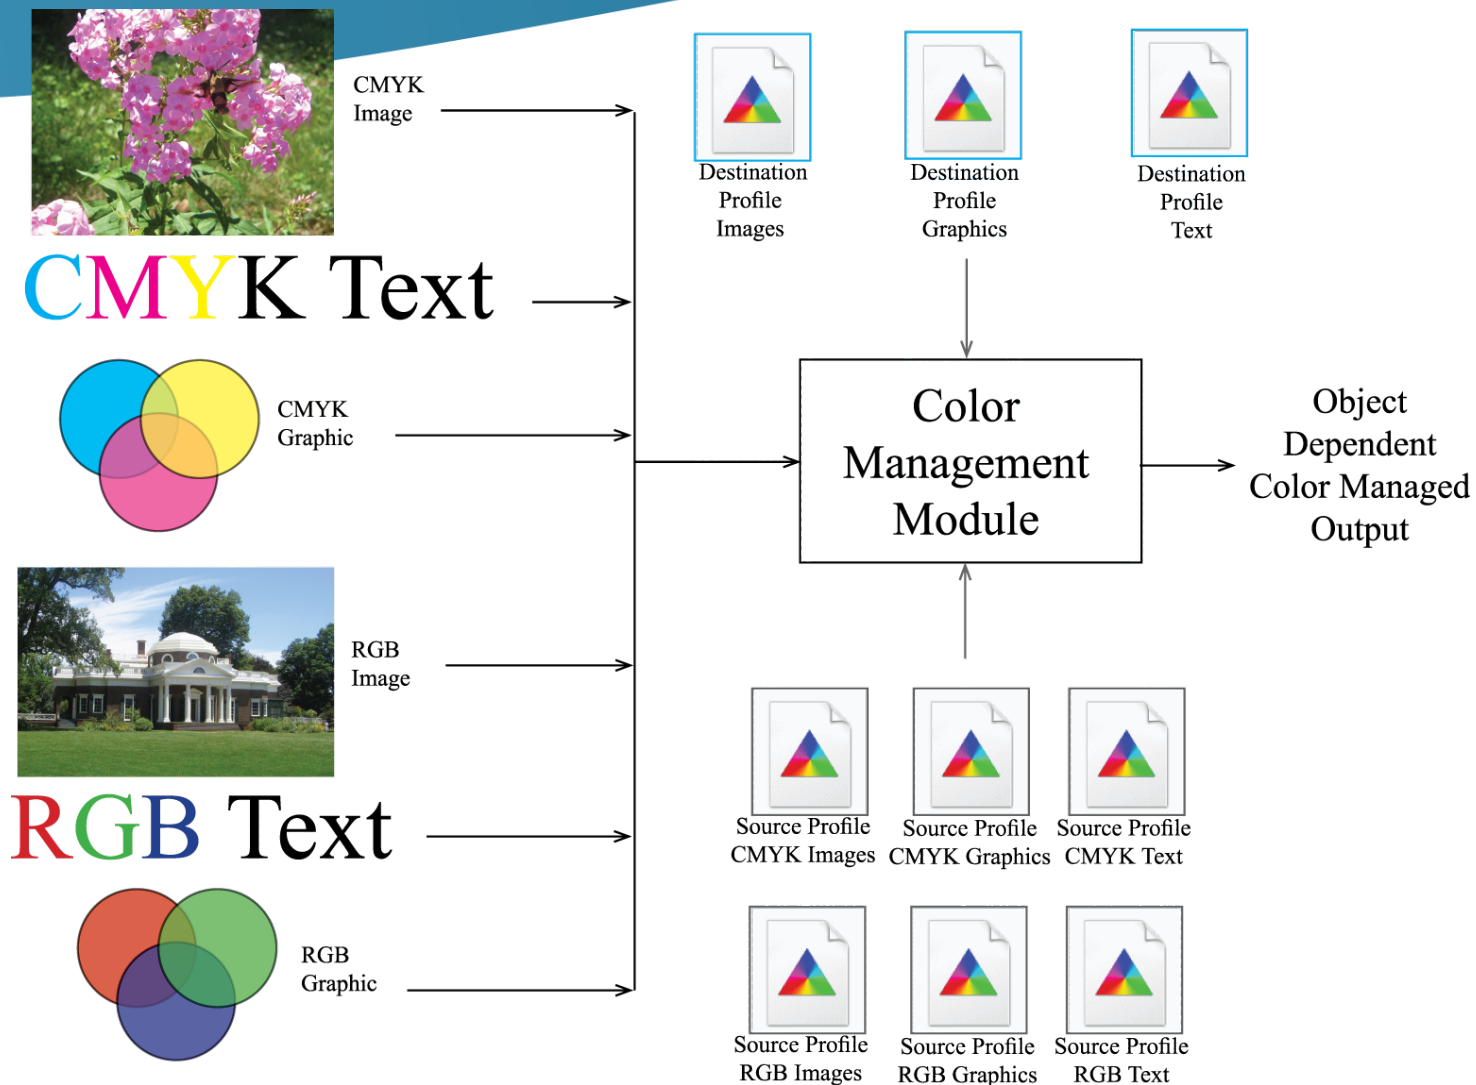 CMYK
Image
CMYK Text
CMYK
Graphic
RGB
Image
RGB Text
RGB
Graphic
Destination
Profile
Images
Destination
Profile
Graphics
Destination
Profile
Text
Color
Management
Module
Object
Dependent
Color Managed
Output
Source Profile
CMYK Images
Source Profile
CMYK Graphics
Source Profile
CMYK Text
Source Profile
RGB Images
Source Profile
RGB Graphics
Source Profile
RGB Text